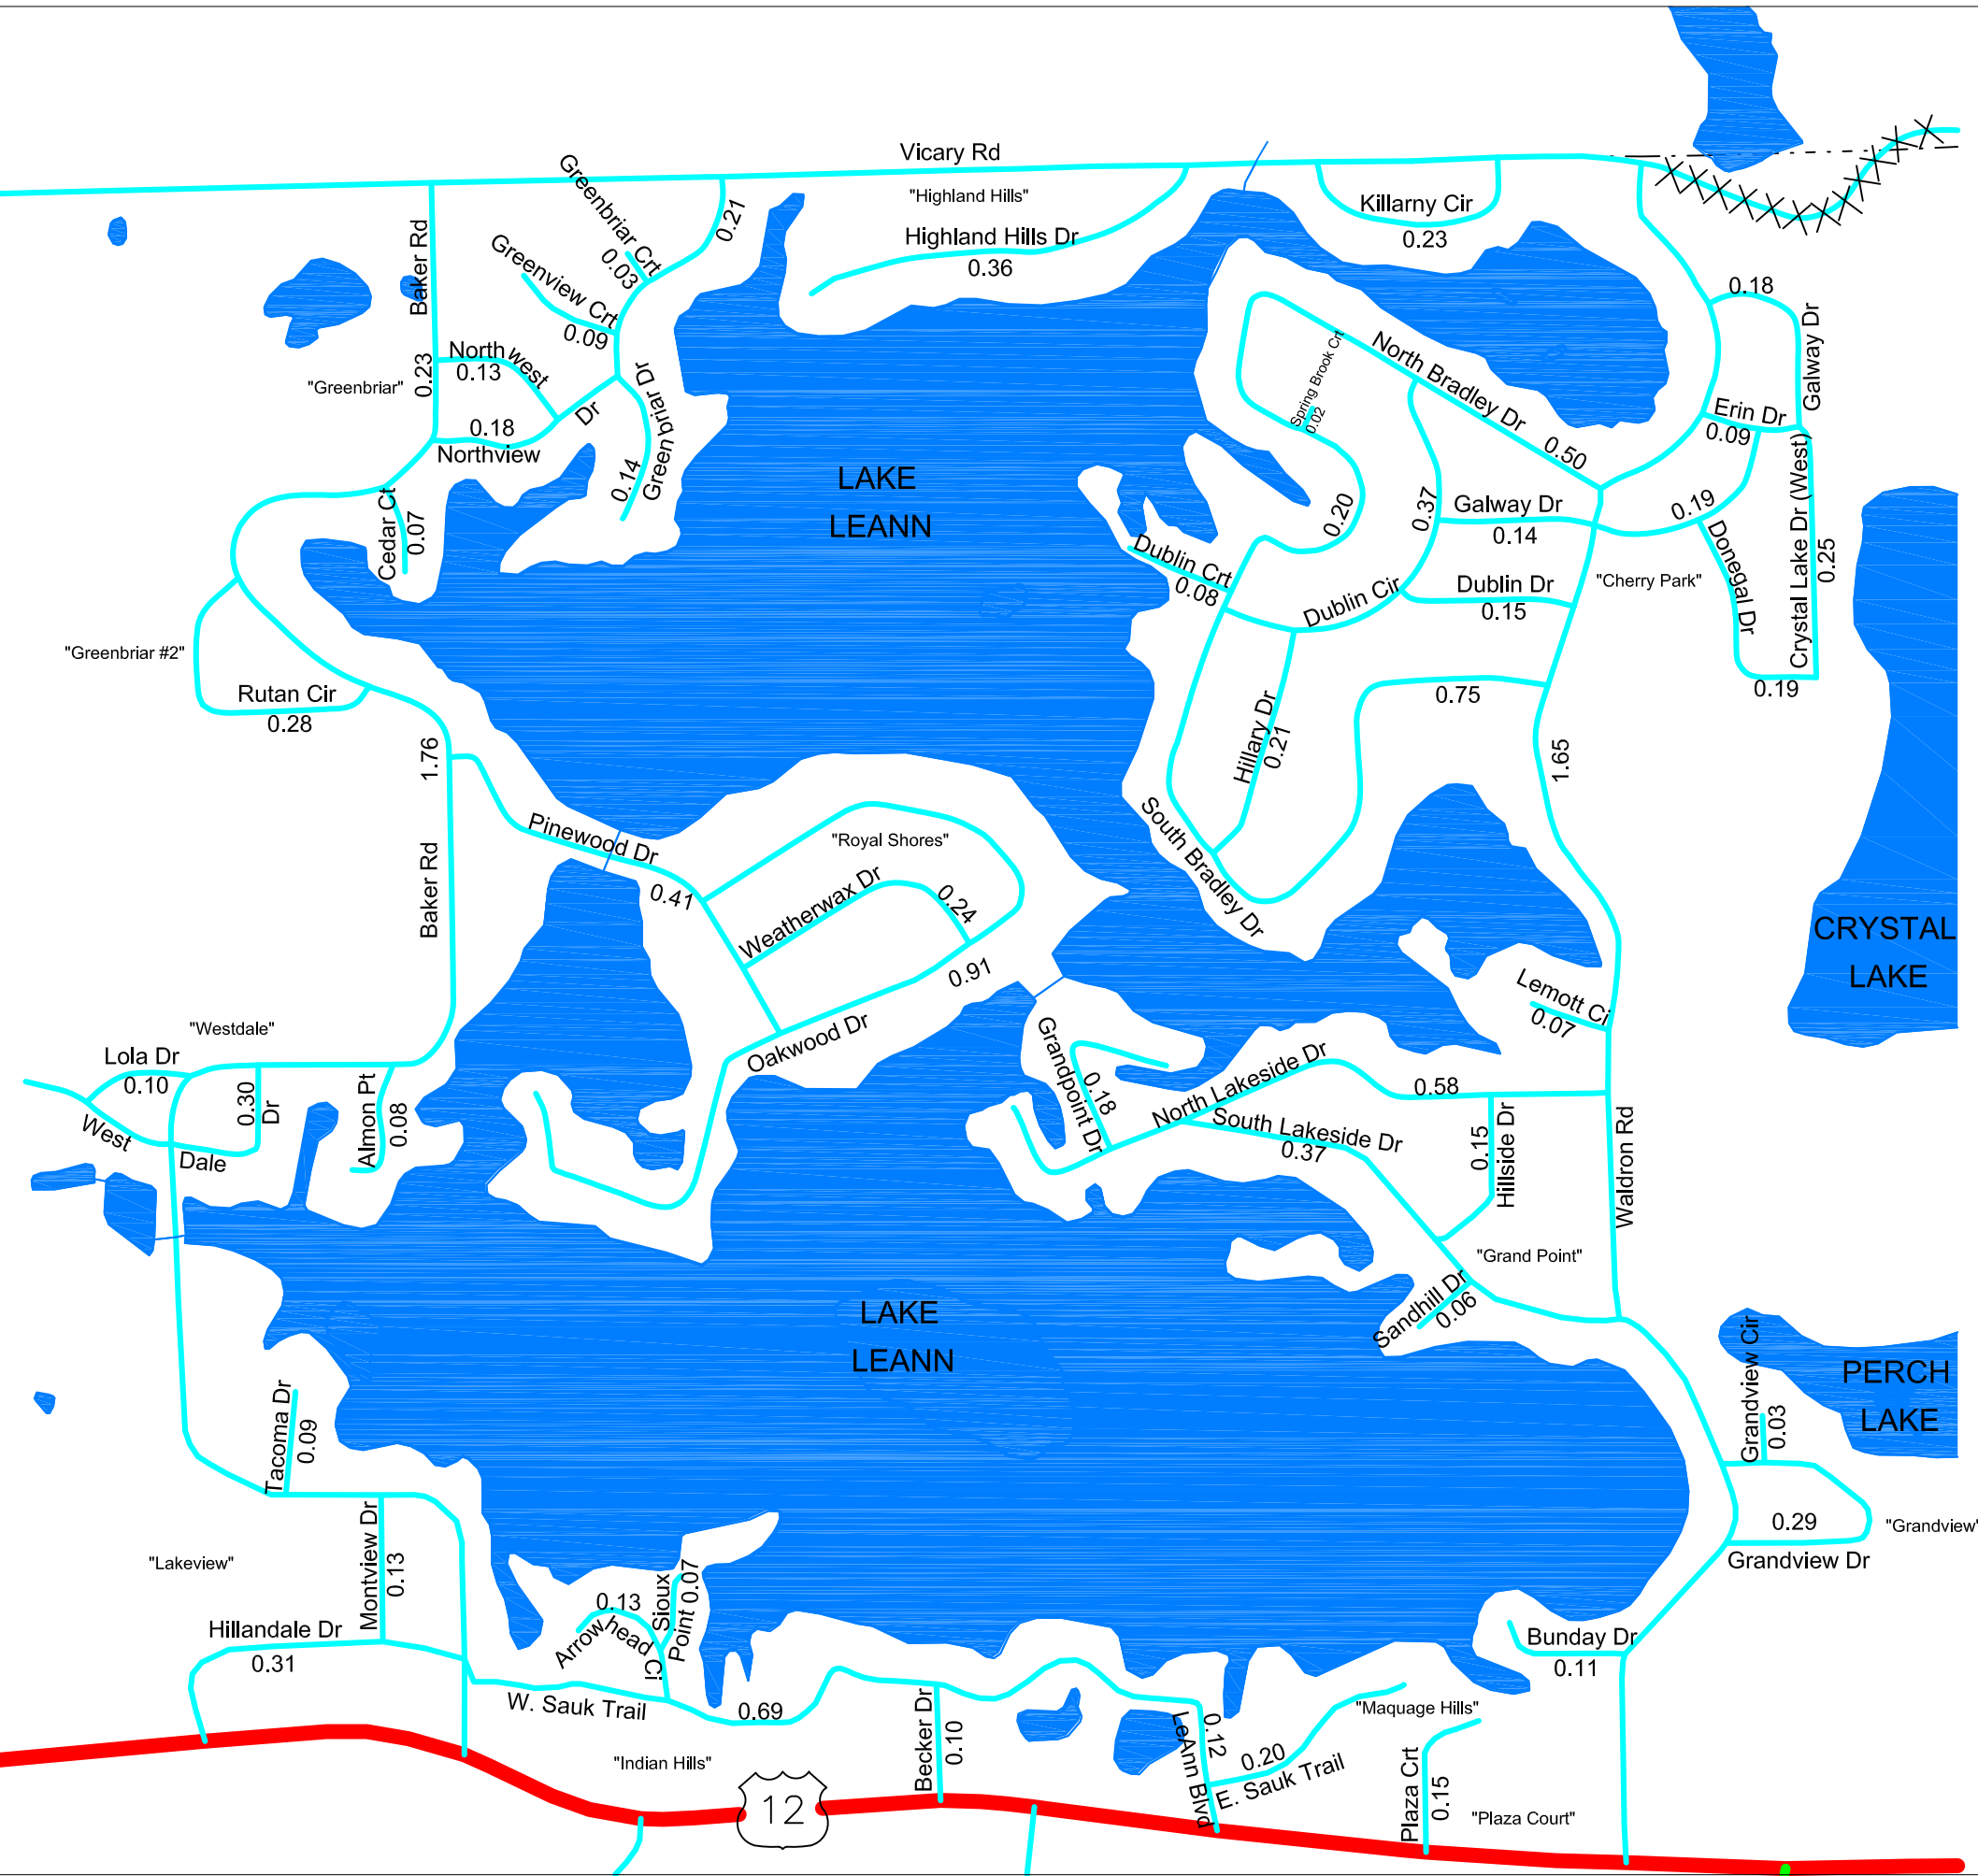 Vicary Rd
Greenbriar Crt
0.03
0.21
"Highland Hills"
Highland Hills Dr
0.36
Killarny Cir
0.23
Baker Rd
0.23
Greenview Crt
0.09
North west
0.13
Dr
"Greenbriar"
0.18
Northview
Greenbriar Dr
0.14
Cedar Ct
0.07
LAKE
LEANN
Spring Brook Crt
0.02
North Bradley Dr
0.50
0.18
Galway Dr
Erin Dr
0.09
0.20
0.37
Galway Dr
0.14
0.19
Donegal Dr
Crystal Lake Dr (West)
0.25
Dublin Crt
0.08
Dublin Cir
Dublin Dr
0.15
"Cherry Park"
"Greenbriar #2"
Rutan Cir
0.28
0.19
0.75
Hillary Dr
0.21
1.76
1.65
Pinewood Dr
0.41
"Royal Shores"
Weatherwax Dr
0.24
South Bradley Dr
Baker Rd
0.91
Oakwood Dr
CRYSTAL
LAKE
Lemott Ci
0.07
"Westdale"
Lola Dr
0.10
0.30
Dr
West
Dale
Almon Pt
0.08
Grandpoint Dr
0.18
North Lakeside Dr
0.58
South Lakeside Dr
0.37
0.15
Hillside Dr
Waldron Rd
"Grand Point"
Sandhill Dr
0.06
LAKE
LEANN
Grandview Cir
0.03
PERCH
LAKE
Tacoma Dr
0.09
0.29
"Grandview"
Grandview Dr
Montview Dr
0.13
"Lakeview"
Hillandale Dr
0.31
0.13
Arrow head Ci
Sioux
Point 0.07
Bunday Dr
0.11
W. Sauk Trail
0.69
Becker Dr
0.10
LeAnn Blvd
0.12
"Maquage Hills"
0.20
E. Sauk Trail
Plaza Crt
0.15
"Indian Hills"
12
"Plaza Court"